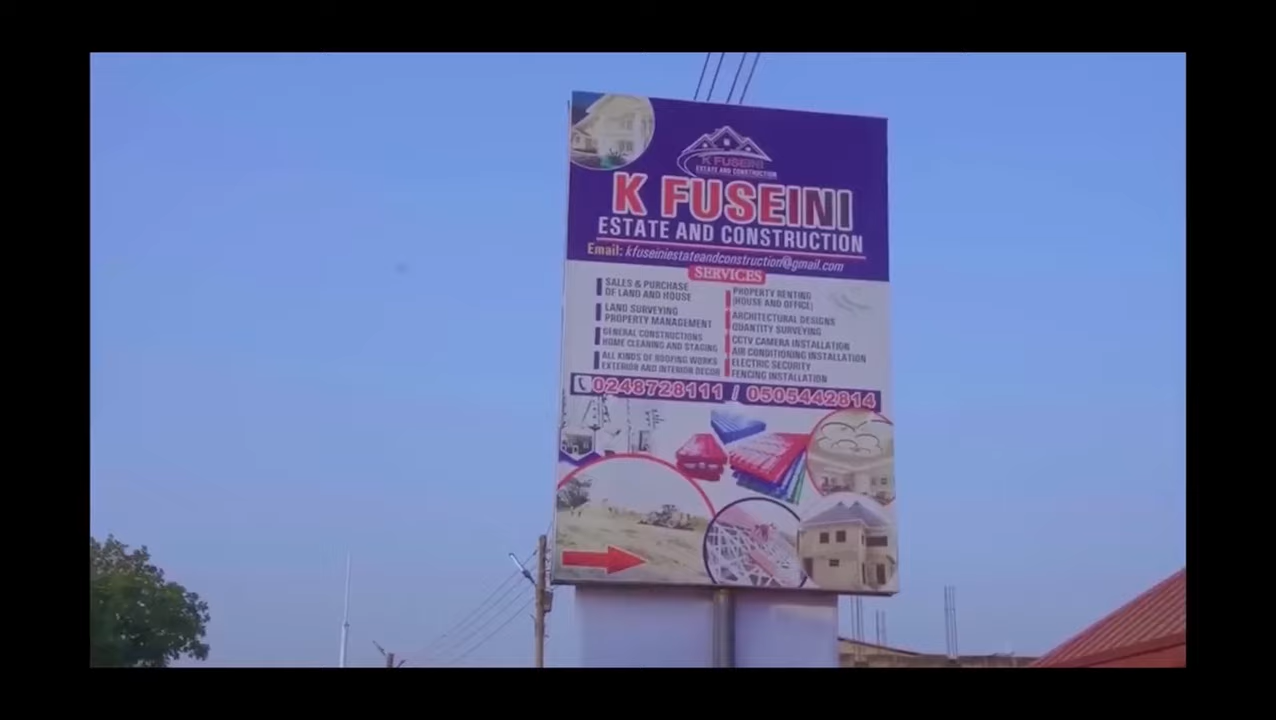 K FUSEINI
ESTATE AND CONSTRUCTION
K FUSEINI
ESTATE AND CONSTRUCTION
Email: kfuseiniestateandconstruction@gmail.com
SERVICES
SALES & PURCHASE
OF LAND AND HOUSE
LAND SURVEYING
PROPERTY MANAGEMENT
GENERAL CONSTRUCTIONS
HOME CLEANING AND STAGING
ALL KINDS OF ROOFING WORKS
EXTERIOR AND INTERIOR DECOR
PROPERTY RENTING
(HOUSE AND OFFICE)
ARCHITECTURAL DESIGNS
QUANTITY SURVEYING
CCTV CAMERA INSTALLATION
AIR CONDITIONING INSTALLATION
ELECTRIC SECURITY
FENCING INSTALLATION
0248728111 / 0505442814